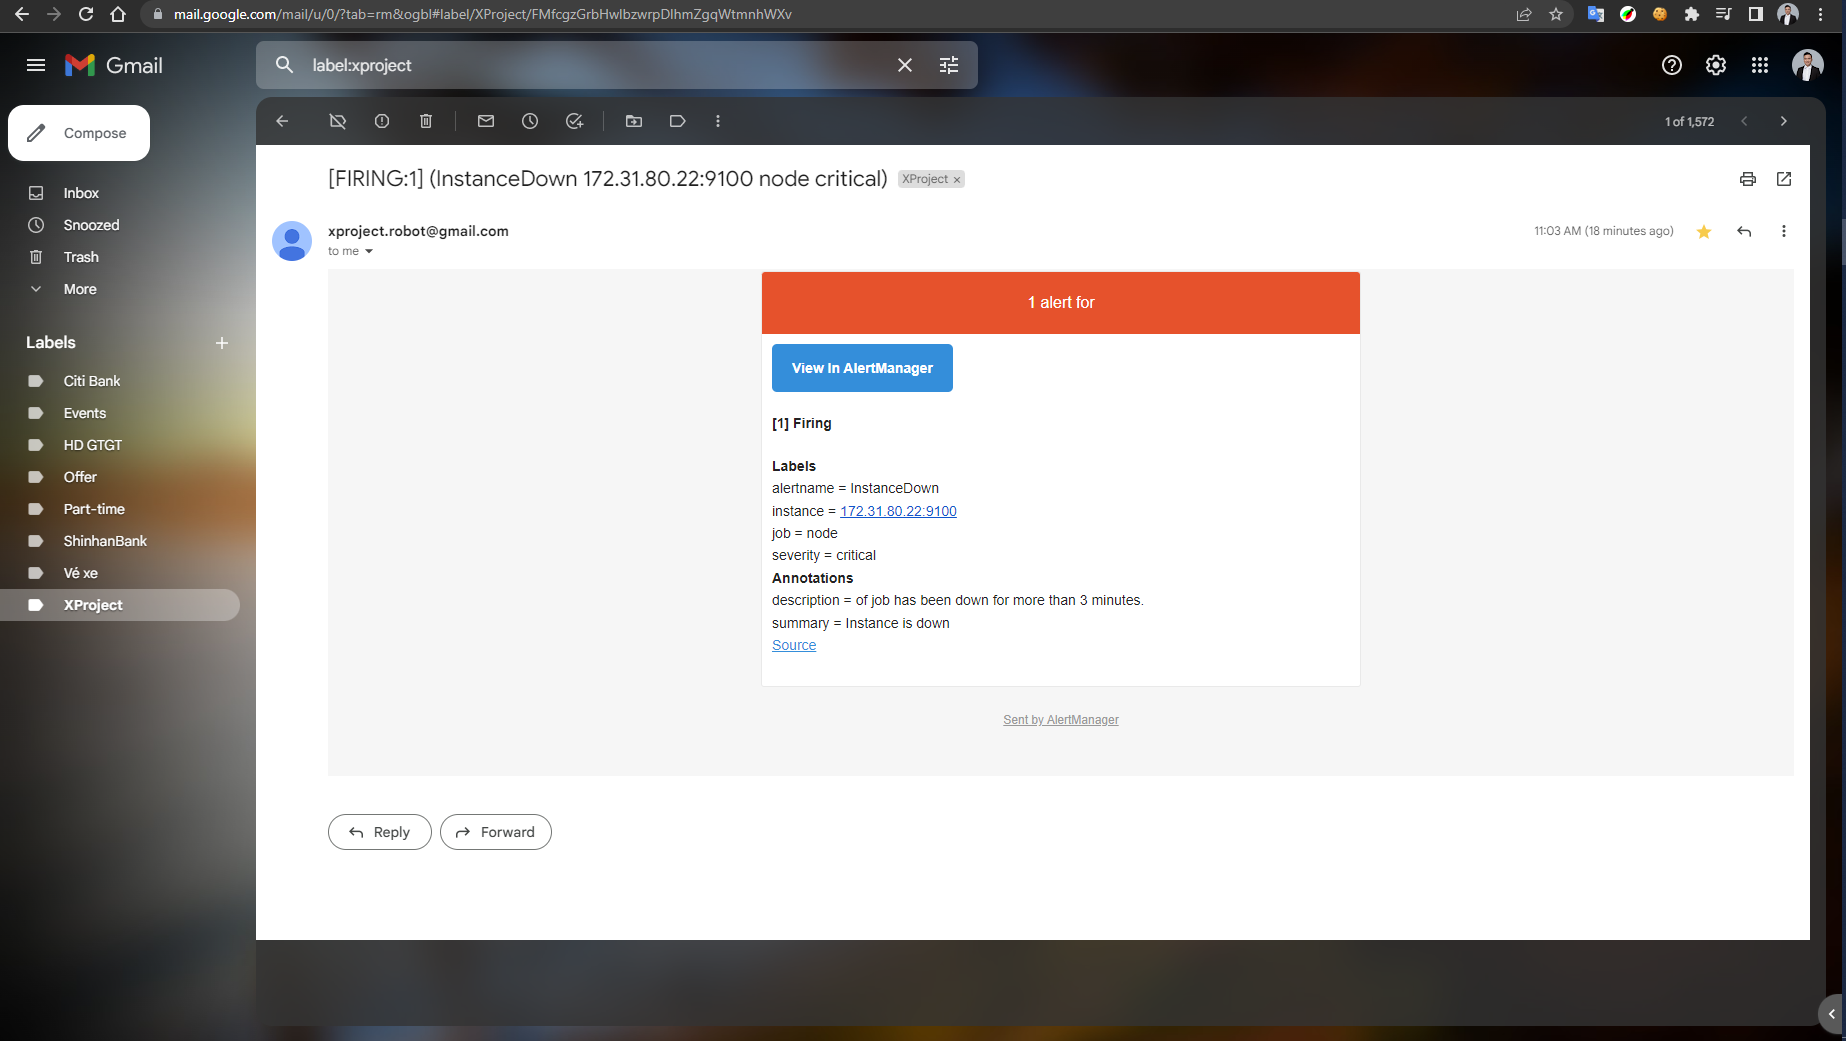 mail.google.com/mail/u/0/?tab=rm&ogbl#label/XProject/FMfcgzGrbHwlbzwrpDlhmZgqWtmnhWXv
Gmail
label:xproject
Compose
1 of 1,572
Inbox
Snoozed
Trash
More
Labels
Citi Bank
Events
HD GTGT
Offer
Part-time
ShinhanBank
Vé xe
XProject
[FIRING:1] (InstanceDown 172.31.80.22:9100 node critical) XProject ×
xproject.robot@gmail.com 11:03 AM (18 minutes ago)
to me
1 alert for
View In AlertManager
[1] Firing
Labels
alertname = InstanceDown
instance = 172.31.80.22:9100
job = node
severity = critical
Annotations
description = of job has been down for more than 3 minutes.
summary = Instance is down
Source
Sent by AlertManager
Reply Forward